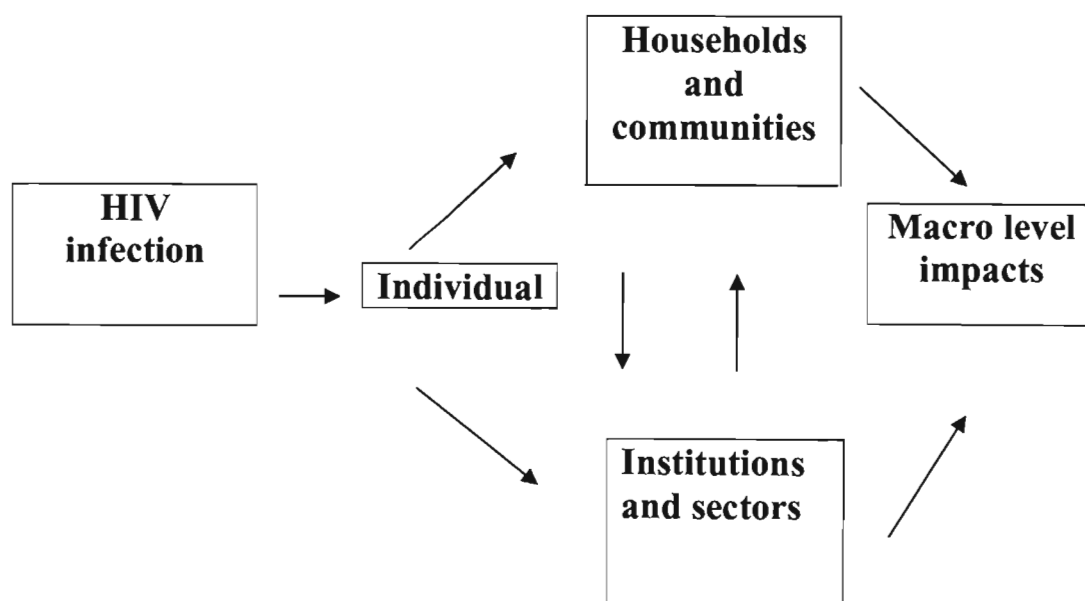 Households
and
communities
HIV
infection
Individual
Macro level
impacts
Institutions
and sectors